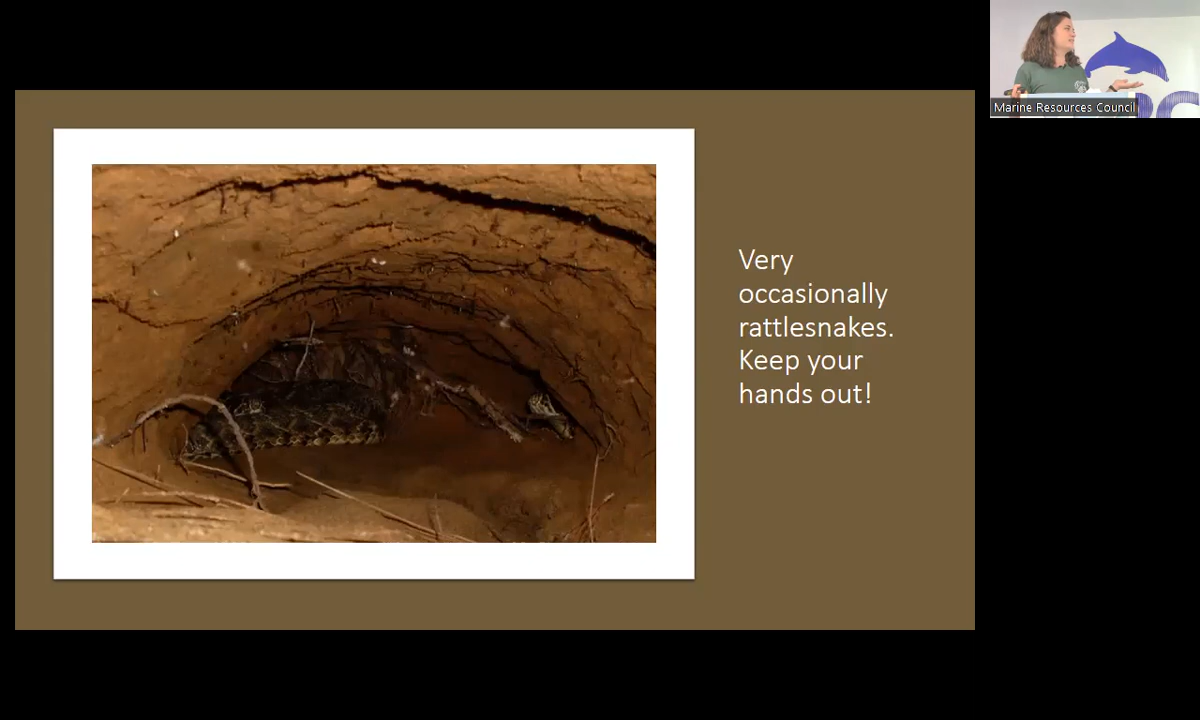 Very
occasionally
rattlesnakes.
Keep your
hands out!
Marine Resources Council